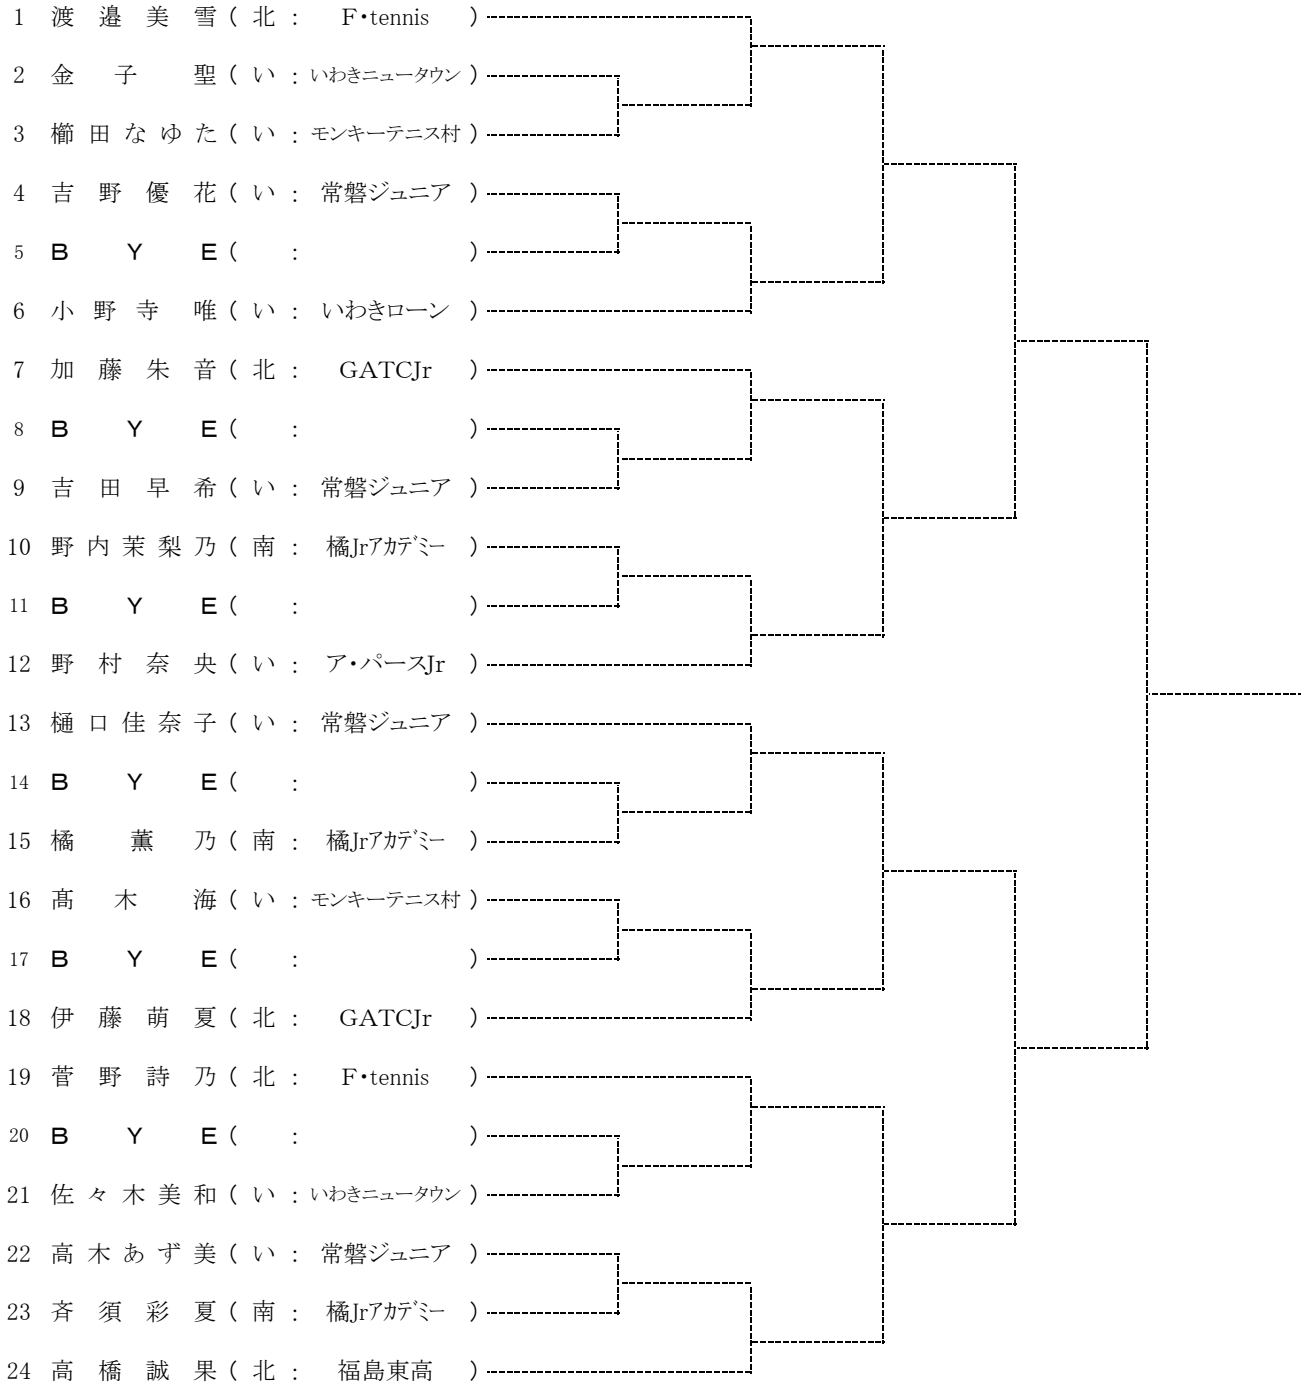 1 渡邉美雪(北:F・tennis)
2 金子聖(い:いわきニュータウン)
3 櫛田なゆた(い:モンキーテニス村)
4 吉野優花(い:常磐ジュニア)
5 BYE(:)
6 小野寺唯(い:いわきローン)
7 加藤朱音(北:GATCJr)
8 BYE(:)
9 吉田早希(い:常磐ジュニア)
10 野内茉梨乃(南:橘Jrアカデミー)
11 BYE(:)
12 野村奈央(い:ア・パースJr)
13 樋口佳奈子(い:常磐ジュニア)
14 BYE(:)
15 橘薫乃(南:橘Jrアカデミー)
16 髙木海(い:モンキーテニス村)
17 BYE(:)
18 伊藤萌夏(北:GATCJr)
19 菅野詩乃(北:F・tennis)
20 BYE(:)
21 佐々木美和(い:いわきニュータウン)
22 高木あず美(い:常磐ジュニア)
23 斉須彩夏(南:橘Jrアカデミー)
24 高橋誠果(北:福島東高)